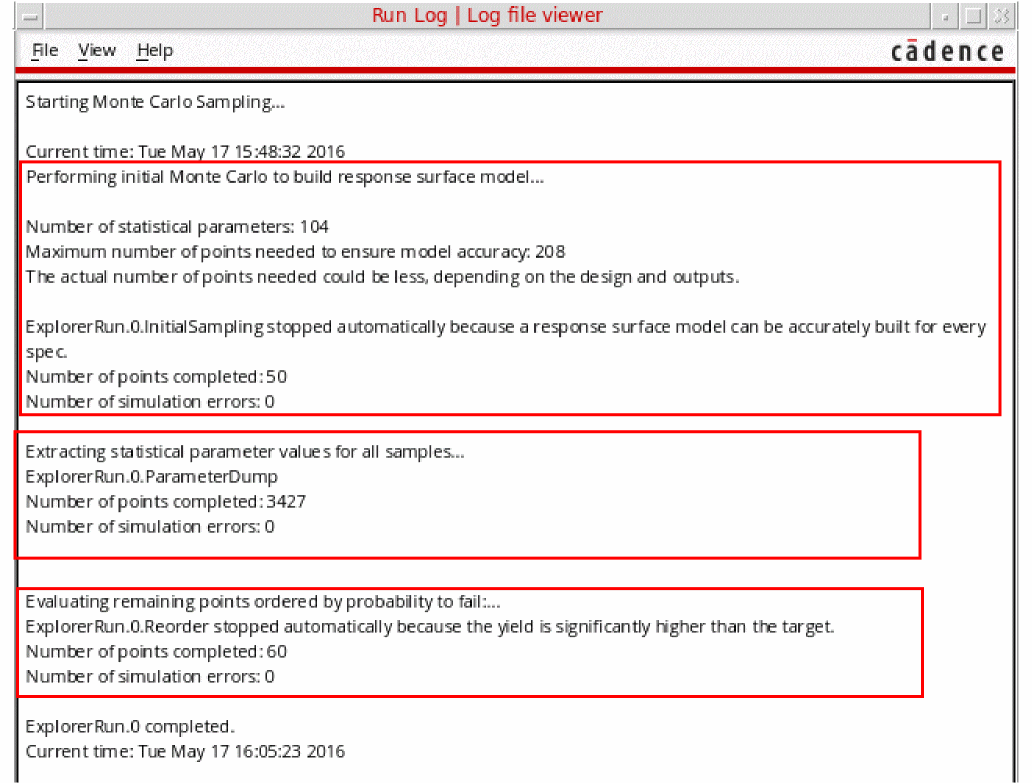 Run Log | Log file viewer
File View Help
cādence
Starting Monte Carlo Sampling...
Current time: Tue May 17 15:48:32 2016
Performing initial Monte Carlo to build response surface model...
Number of statistical parameters: 104
Maximum number of points needed to ensure model accuracy: 208
The actual number of points needed could be less, depending on the design and outputs.
ExplorerRun.0.InitialSampling stopped automatically because a response surface model can be accurately built for every
spec.
Number of points completed: 50
Number of simulation errors: 0
Extracting statistical parameter values for all samples...
ExplorerRun.0.ParameterDump
Number of points completed: 3427
Number of simulation errors: 0
Evaluating remaining points ordered by probability to fail:...
ExplorerRun.0.Reorder stopped automatically because the yield is significantly higher than the target.
Number of points completed: 60
Number of simulation errors: 0
ExplorerRun.0 completed.
Current time: Tue May 17 16:05:23 2016